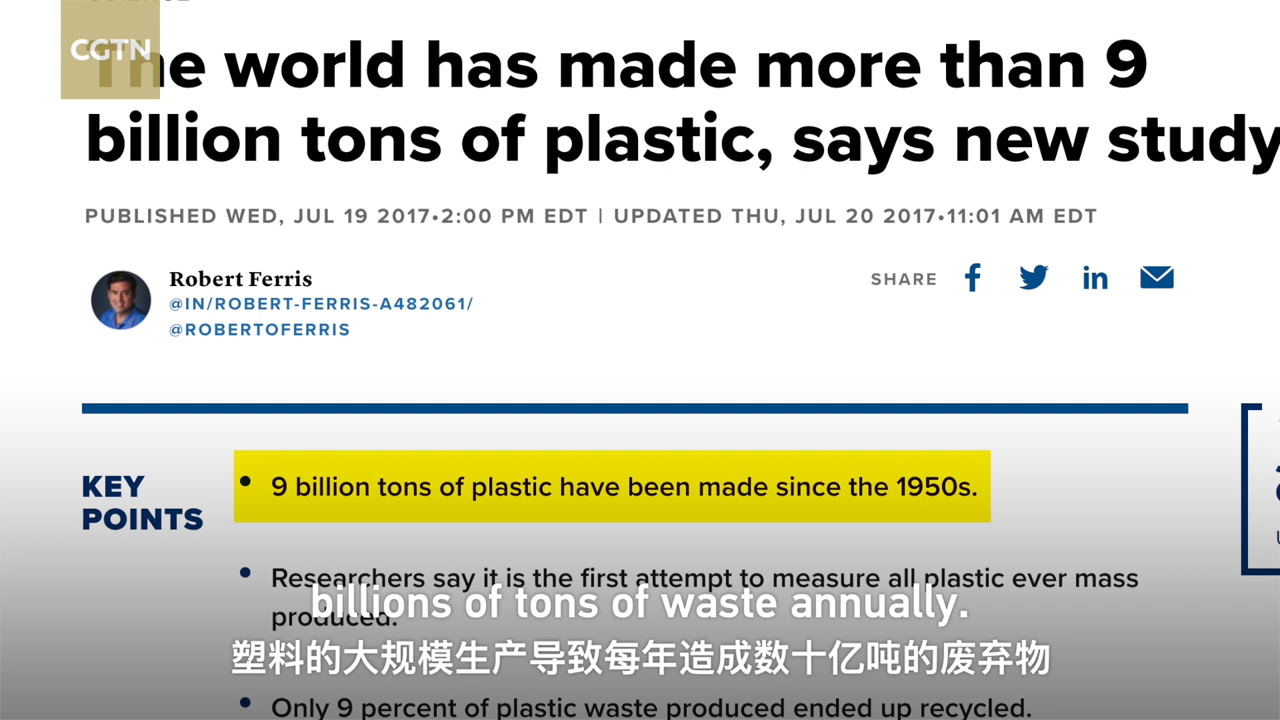 CGTN
The world has made more than 9
billion tons of plastic, says new study
PUBLISHED WED, JUL 19 2017•2:00 PM EDT | UPDATED THU, JUL 20 2017•11:01 AM EDT
Robert Ferris
@IN/ROBERT-FERRIS-A482061/
@ROBERTOFERRIS
SHARE
KEY
POINTS
• 9 billion tons of plastic have been made since the 1950s.
• Researchers say it is the first attempt to measure all plastic ever mass
produced.
billions of tons of waste annually.
塑料的大规模生产导致每年造成数十亿吨的废弃物
• Only 9 percent of plastic waste produced ended up recycled.